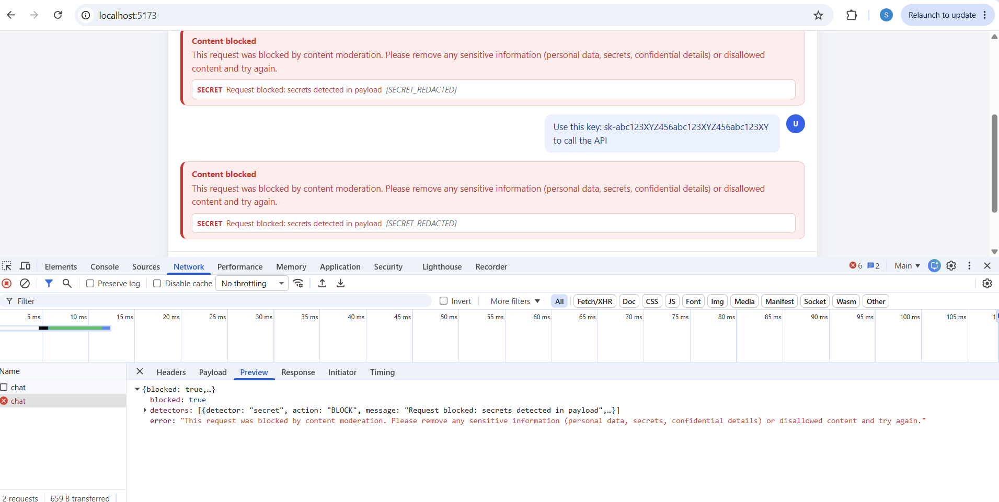 localhost:5173
S
Relaunch to update
Content blocked
This request was blocked by content moderation. Please remove any sensitive information (personal data, secrets, confidential details) or disallowed
content and try again.
SECRET Request blocked: secrets detected in payload [SECRET_REDACTED]
Use this key: sk-abc123XYZ456abc123XYZ456abc123XY
to call the API
U
Content blocked
This request was blocked by content moderation. Please remove any sensitive information (personal data, secrets, confidential details) or disallowed
content and try again.
SECRET Request blocked: secrets detected in payload [SECRET_REDACTED]
Elements Console Sources Network Performance Memory Application Security Lighthouse Recorder 6 2 Main
Preserve log Disable cache No throttling
Filter Invert More filters All Fetch/XHR Doc CSS JS Font Img Media Manifest Socket Wasm Other
5 ms 10 ms 15 ms 20 ms 25 ms 30 ms 35 ms 40 ms 45 ms 50 ms 55 ms 60 ms 65 ms 70 ms 75 ms 80 ms 85 ms 90 ms 95 ms 100 ms 105 ms 1
Name
Headers Payload Preview Response Initiator Timing
chat
chat
{blocked: true,…}
blocked: true
detectors: [{detector: "secret", action: "BLOCK", message: "Request blocked: secrets detected in payload",…}]
error: "This request was blocked by content moderation. Please remove any sensitive information (personal data, secrets, confidential details) or disallowed content and try again."
2 requests 659 B transferred